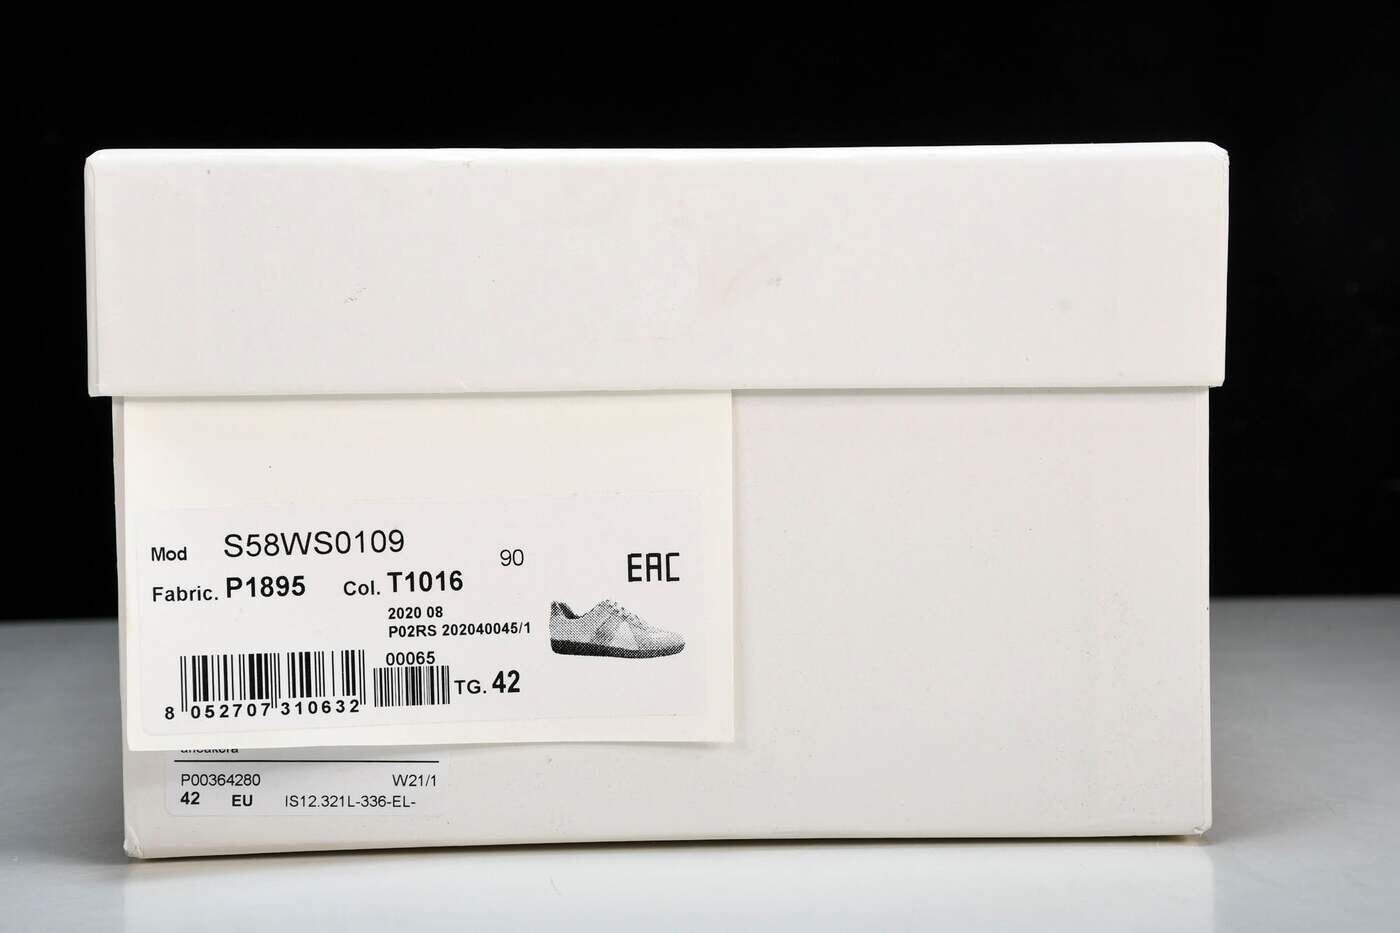 Mod S58WS0109
90
EAC
Fabric. P1895 Col. T1016
2020 08
P02RS 202040045/1
00065
TG. 42
8 052707 310632
P00364280 W21/1
42 EU IS12.321L-336-EL-